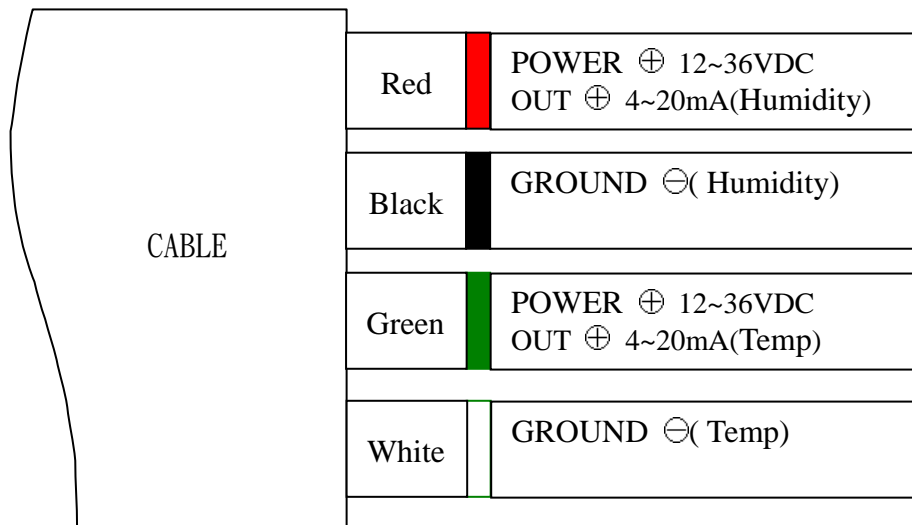 CABLE
Red
POWER ⊕ 12~36VDC
OUT ⊕ 4~20mA(Humidity)
Black
GROUND ⊖( Humidity)
Green
POWER ⊕ 12~36VDC
OUT ⊕ 4~20mA(Temp)
White
GROUND ⊖( Temp)